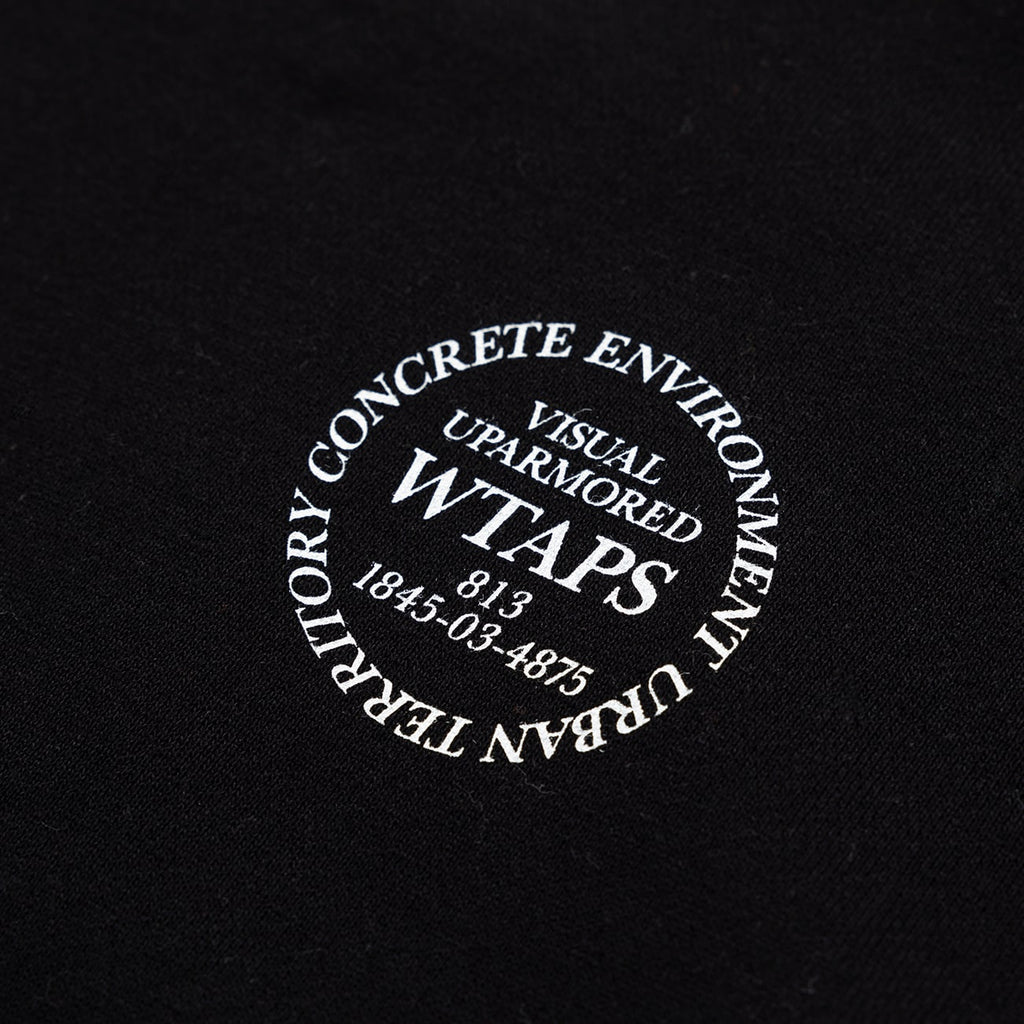 CONCRETE ENVIRONMENT URBAN TERRITORY
VISUAL
UPARMORED
WTAPS
813
1845-03-4875